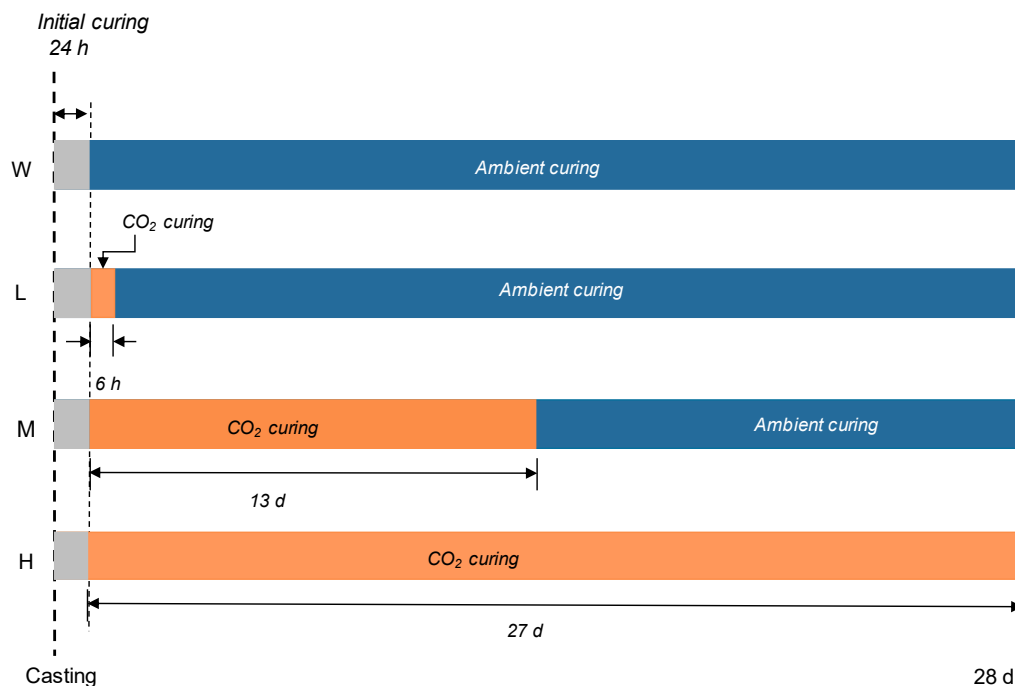 Initial curing
24 h
W
Ambient curing
CO₂ curing
L
Ambient curing
6 h
M
CO₂ curing
Ambient curing
13 d
H
CO₂ curing
27 d
Casting
28 d